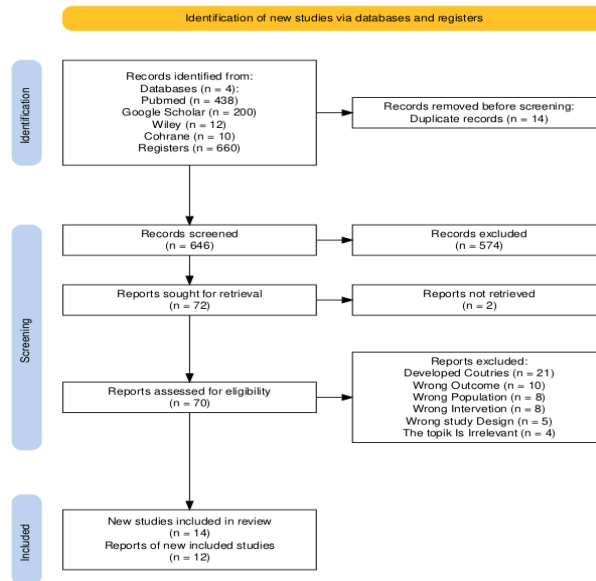 Identification of new studies via databases and registers
Identification
Records identified from:
Databases (n = 4):
Pubmed (n = 438)
Google Scholar (n = 200)
Wiley (n = 12)
Cochrane (n = 10)
Registers (n = 660)
Records removed before screening:
Duplicate records (n = 14)
Screening
Records screened
(n = 646)
Records excluded
(n = 574)
Reports sought for retrieval
(n = 72)
Reports not retrieved
(n = 2)
Reports assessed for eligibility
(n = 70)
Reports excluded:
Developed Coutries (n = 21)
Wrong Outcome (n = 10)
Wrong Population (n = 8)
Wrong Intervetion (n = 8)
Wrong study Design (n = 5)
The topik Is Irrelevant (n = 4)
Included
New studies included in review
(n = 14)
Reports of new included studies
(n = 12)